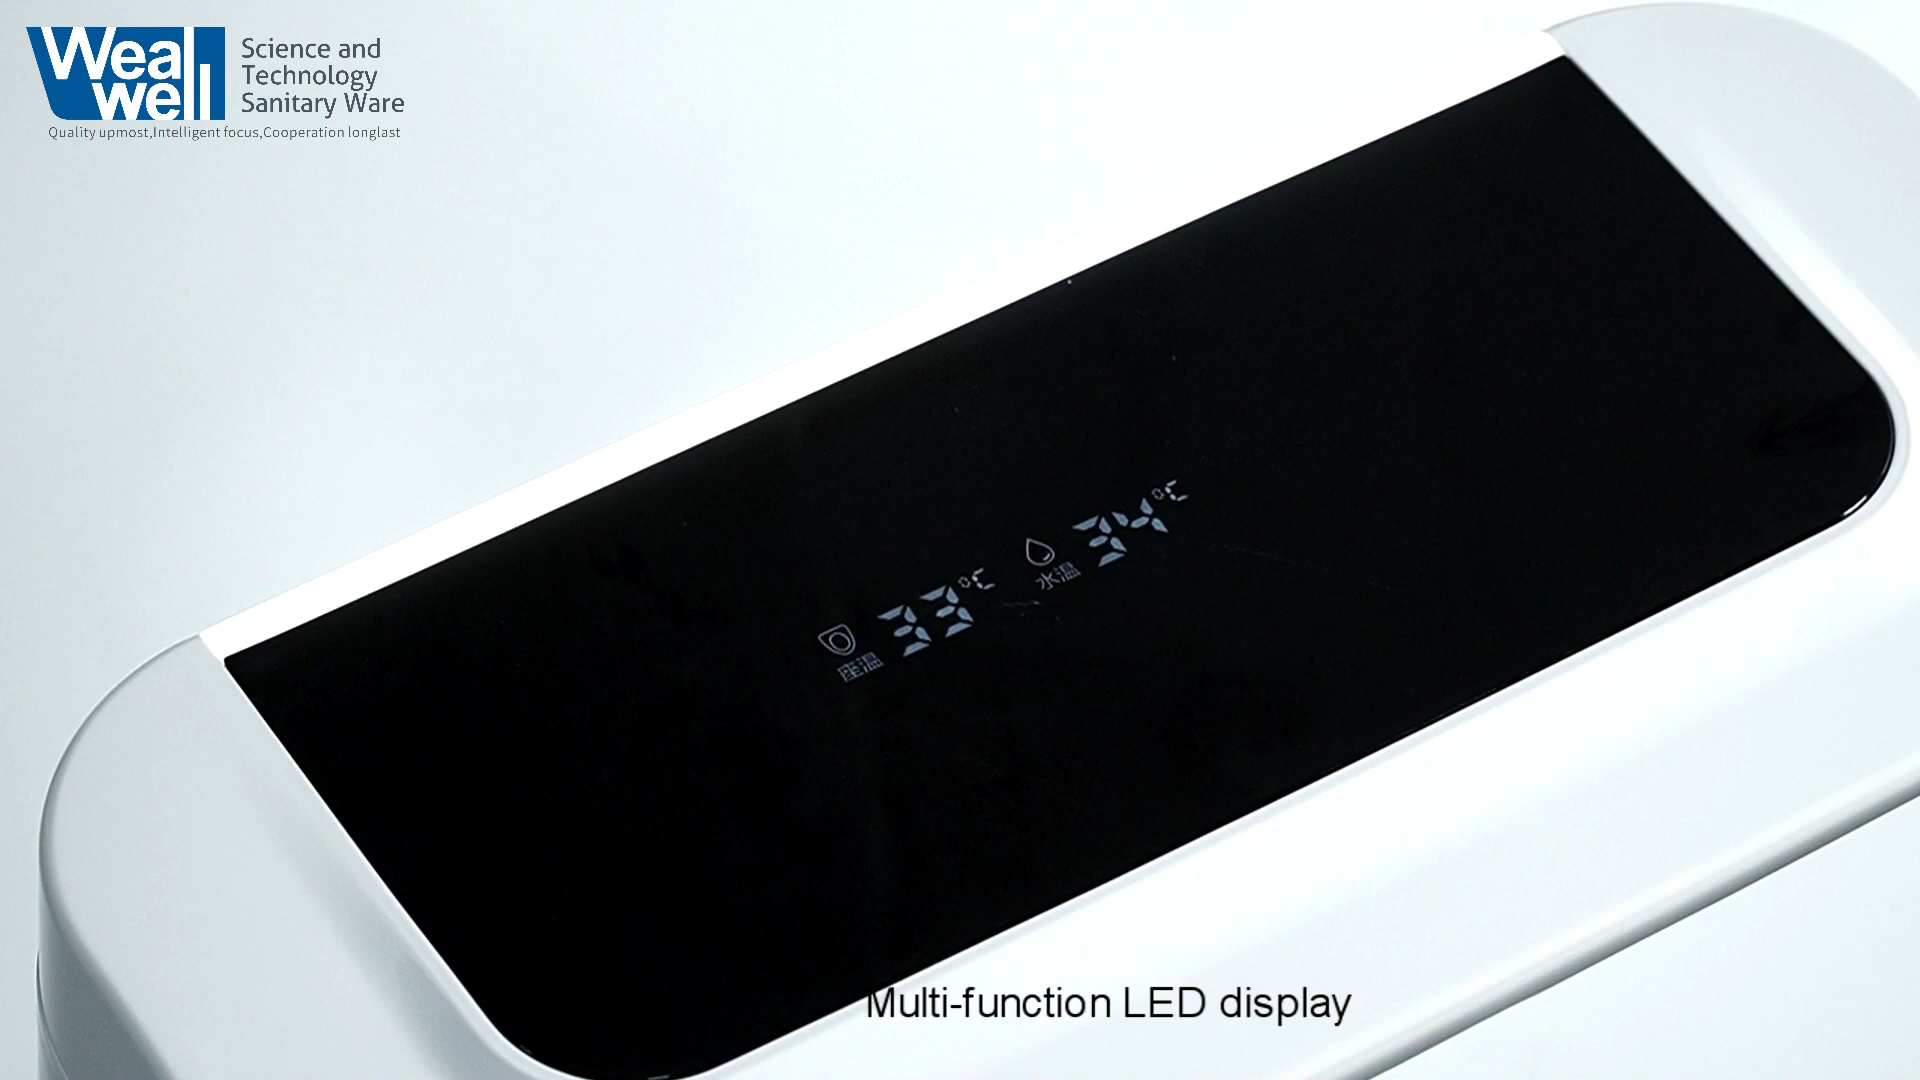 Wea
well
Science and
Technology
Sanitary Ware
Quality upmost,Intelligent focus,Cooperation longlast
34°C
水温
33°C
座温
Multi-function LED display